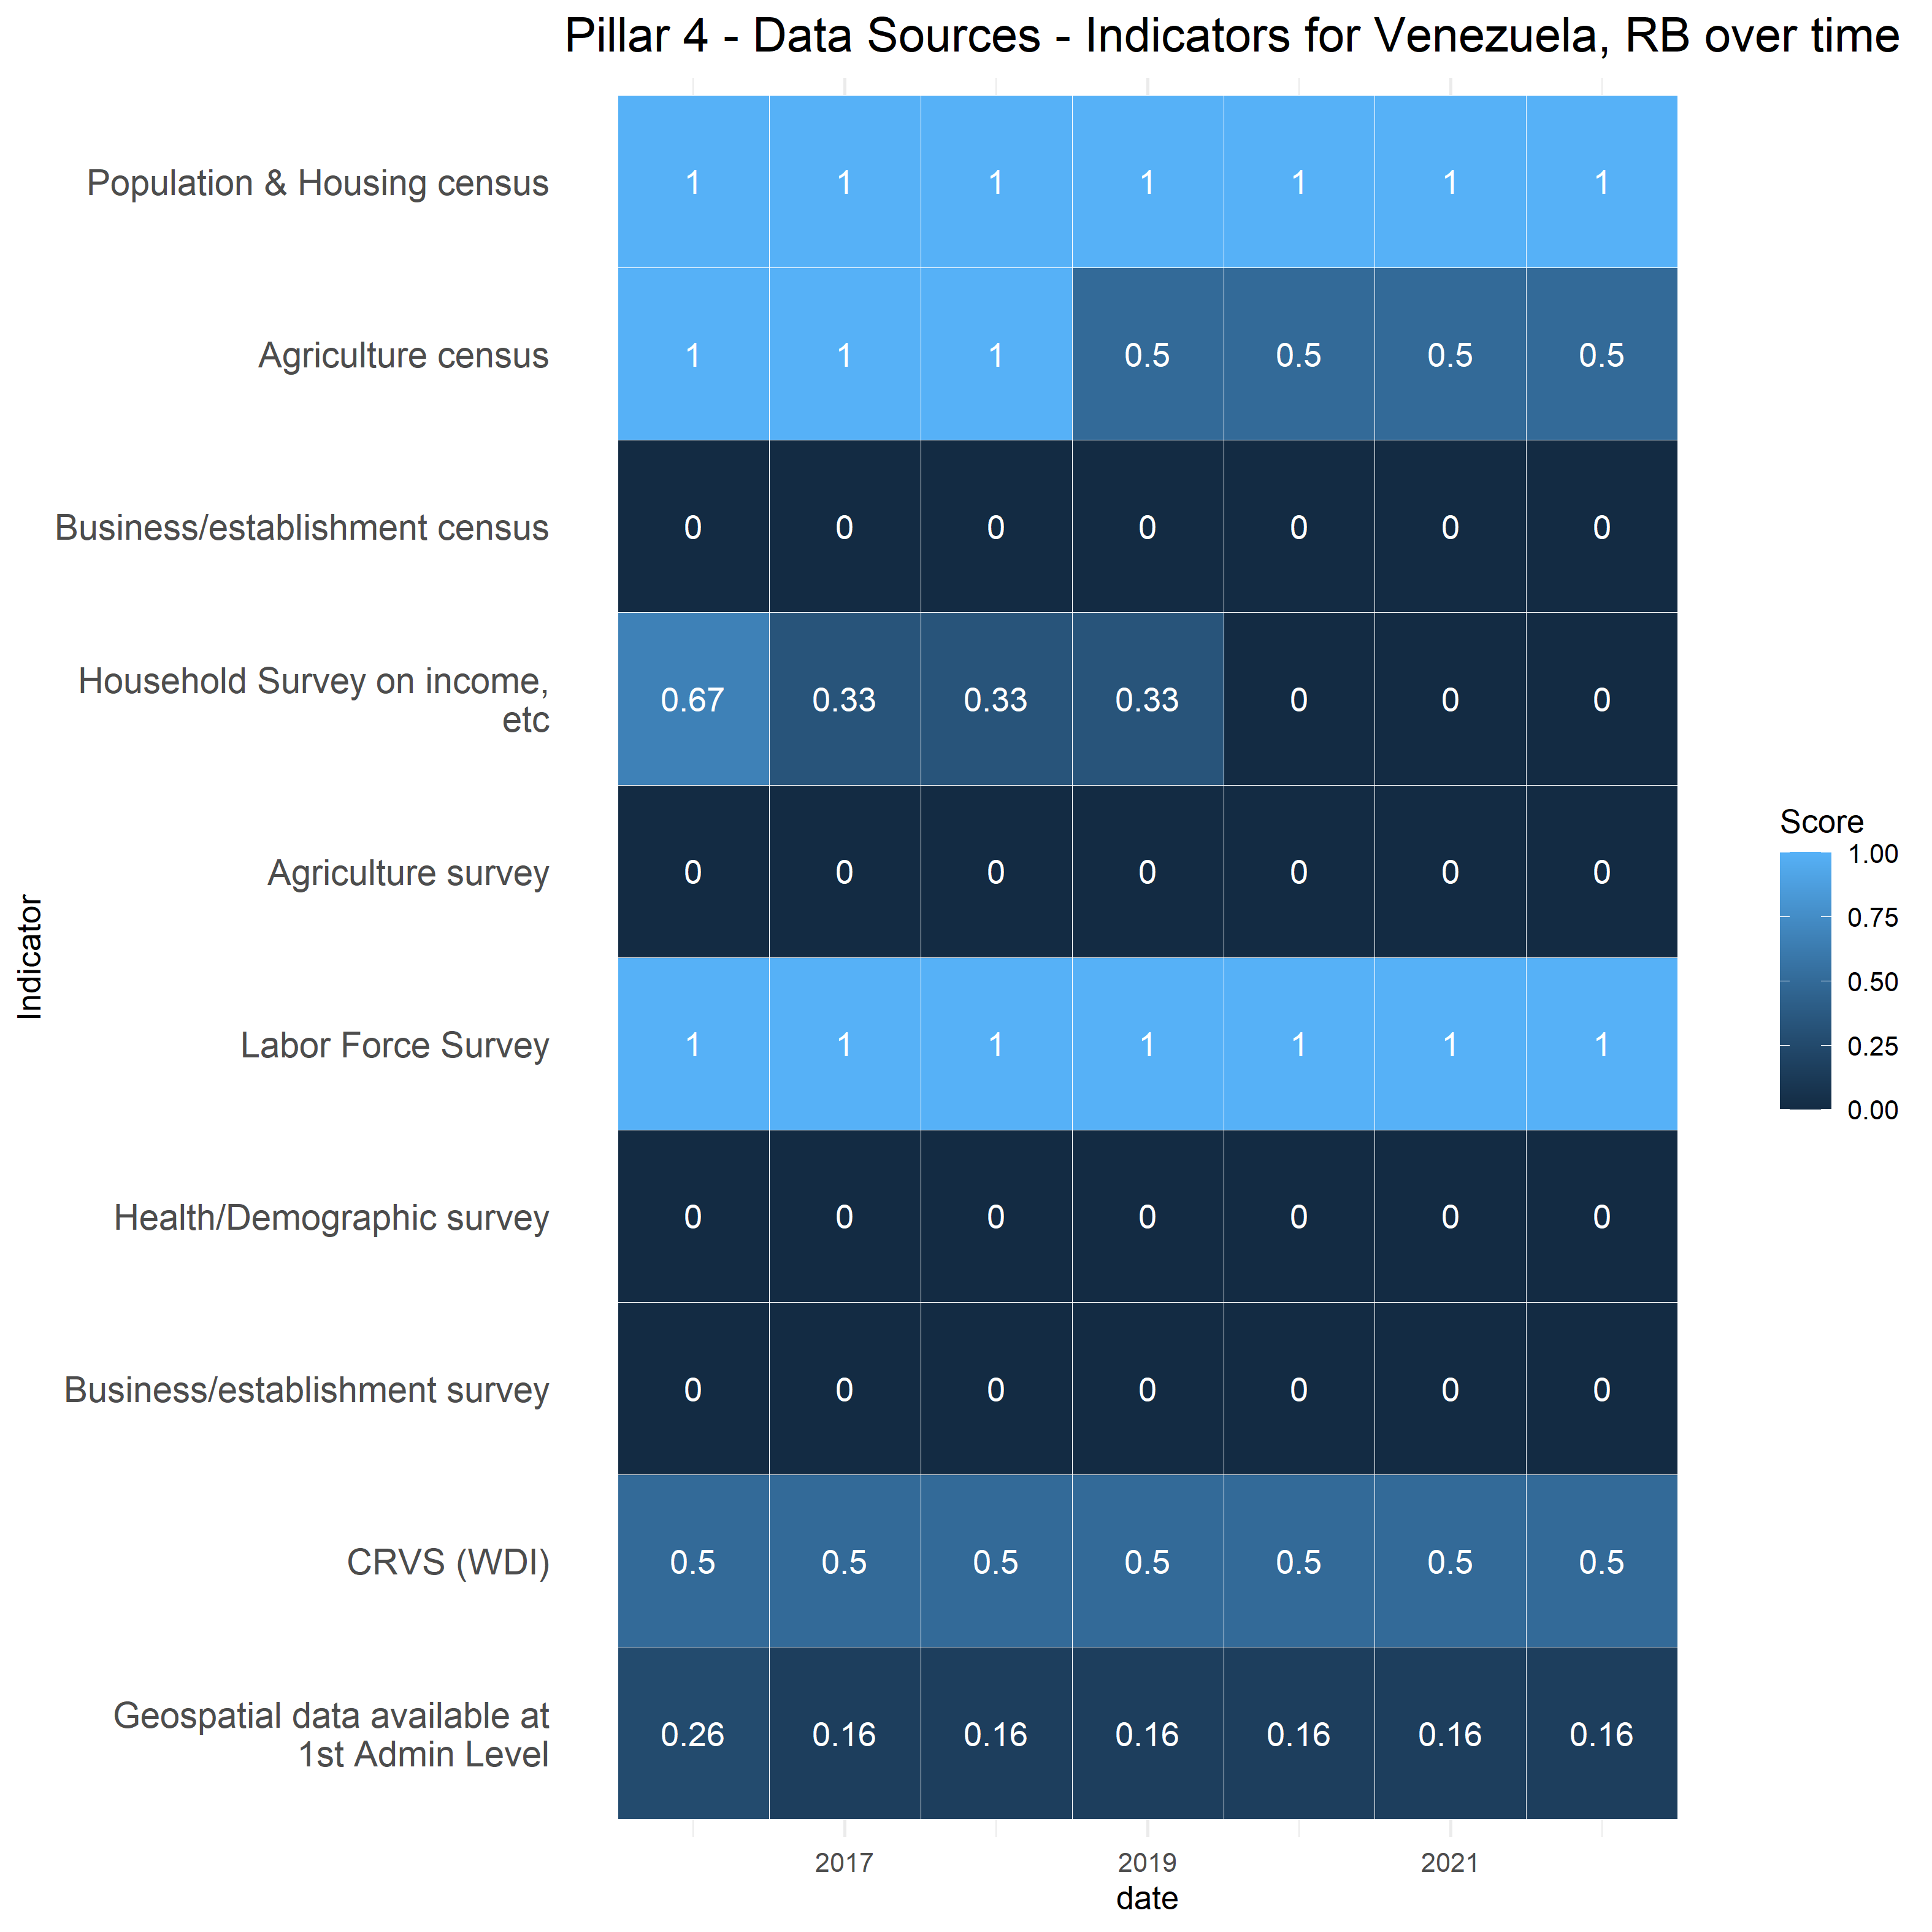 Pillar 4 - Data Sources - Indicators for Venezuela, RB over time
Population & Housing census
1 1 1 1 1 1 1
Agriculture census
1 1 1 0.5 0.5 0.5 0.5
Business/establishment census
0 0 0 0 0 0 0
Household Survey on income,
etc
0.67 0.33 0.33 0.33 0 0 0
Agriculture survey
0 0 0 0 0 0 0
Labor Force Survey
1 1 1 1 1 1 1
Health/Demographic survey
0 0 0 0 0 0 0
Business/establishment survey
0 0 0 0 0 0 0
CRVS (WDI)
0.5 0.5 0.5 0.5 0.5 0.5 0.5
Geospatial data available at
1st Admin Level
0.26 0.16 0.16 0.16 0.16 0.16 0.16
2017 2019 2021
date
Indicator
Score
1.00
0.75
0.50
0.25
0.00